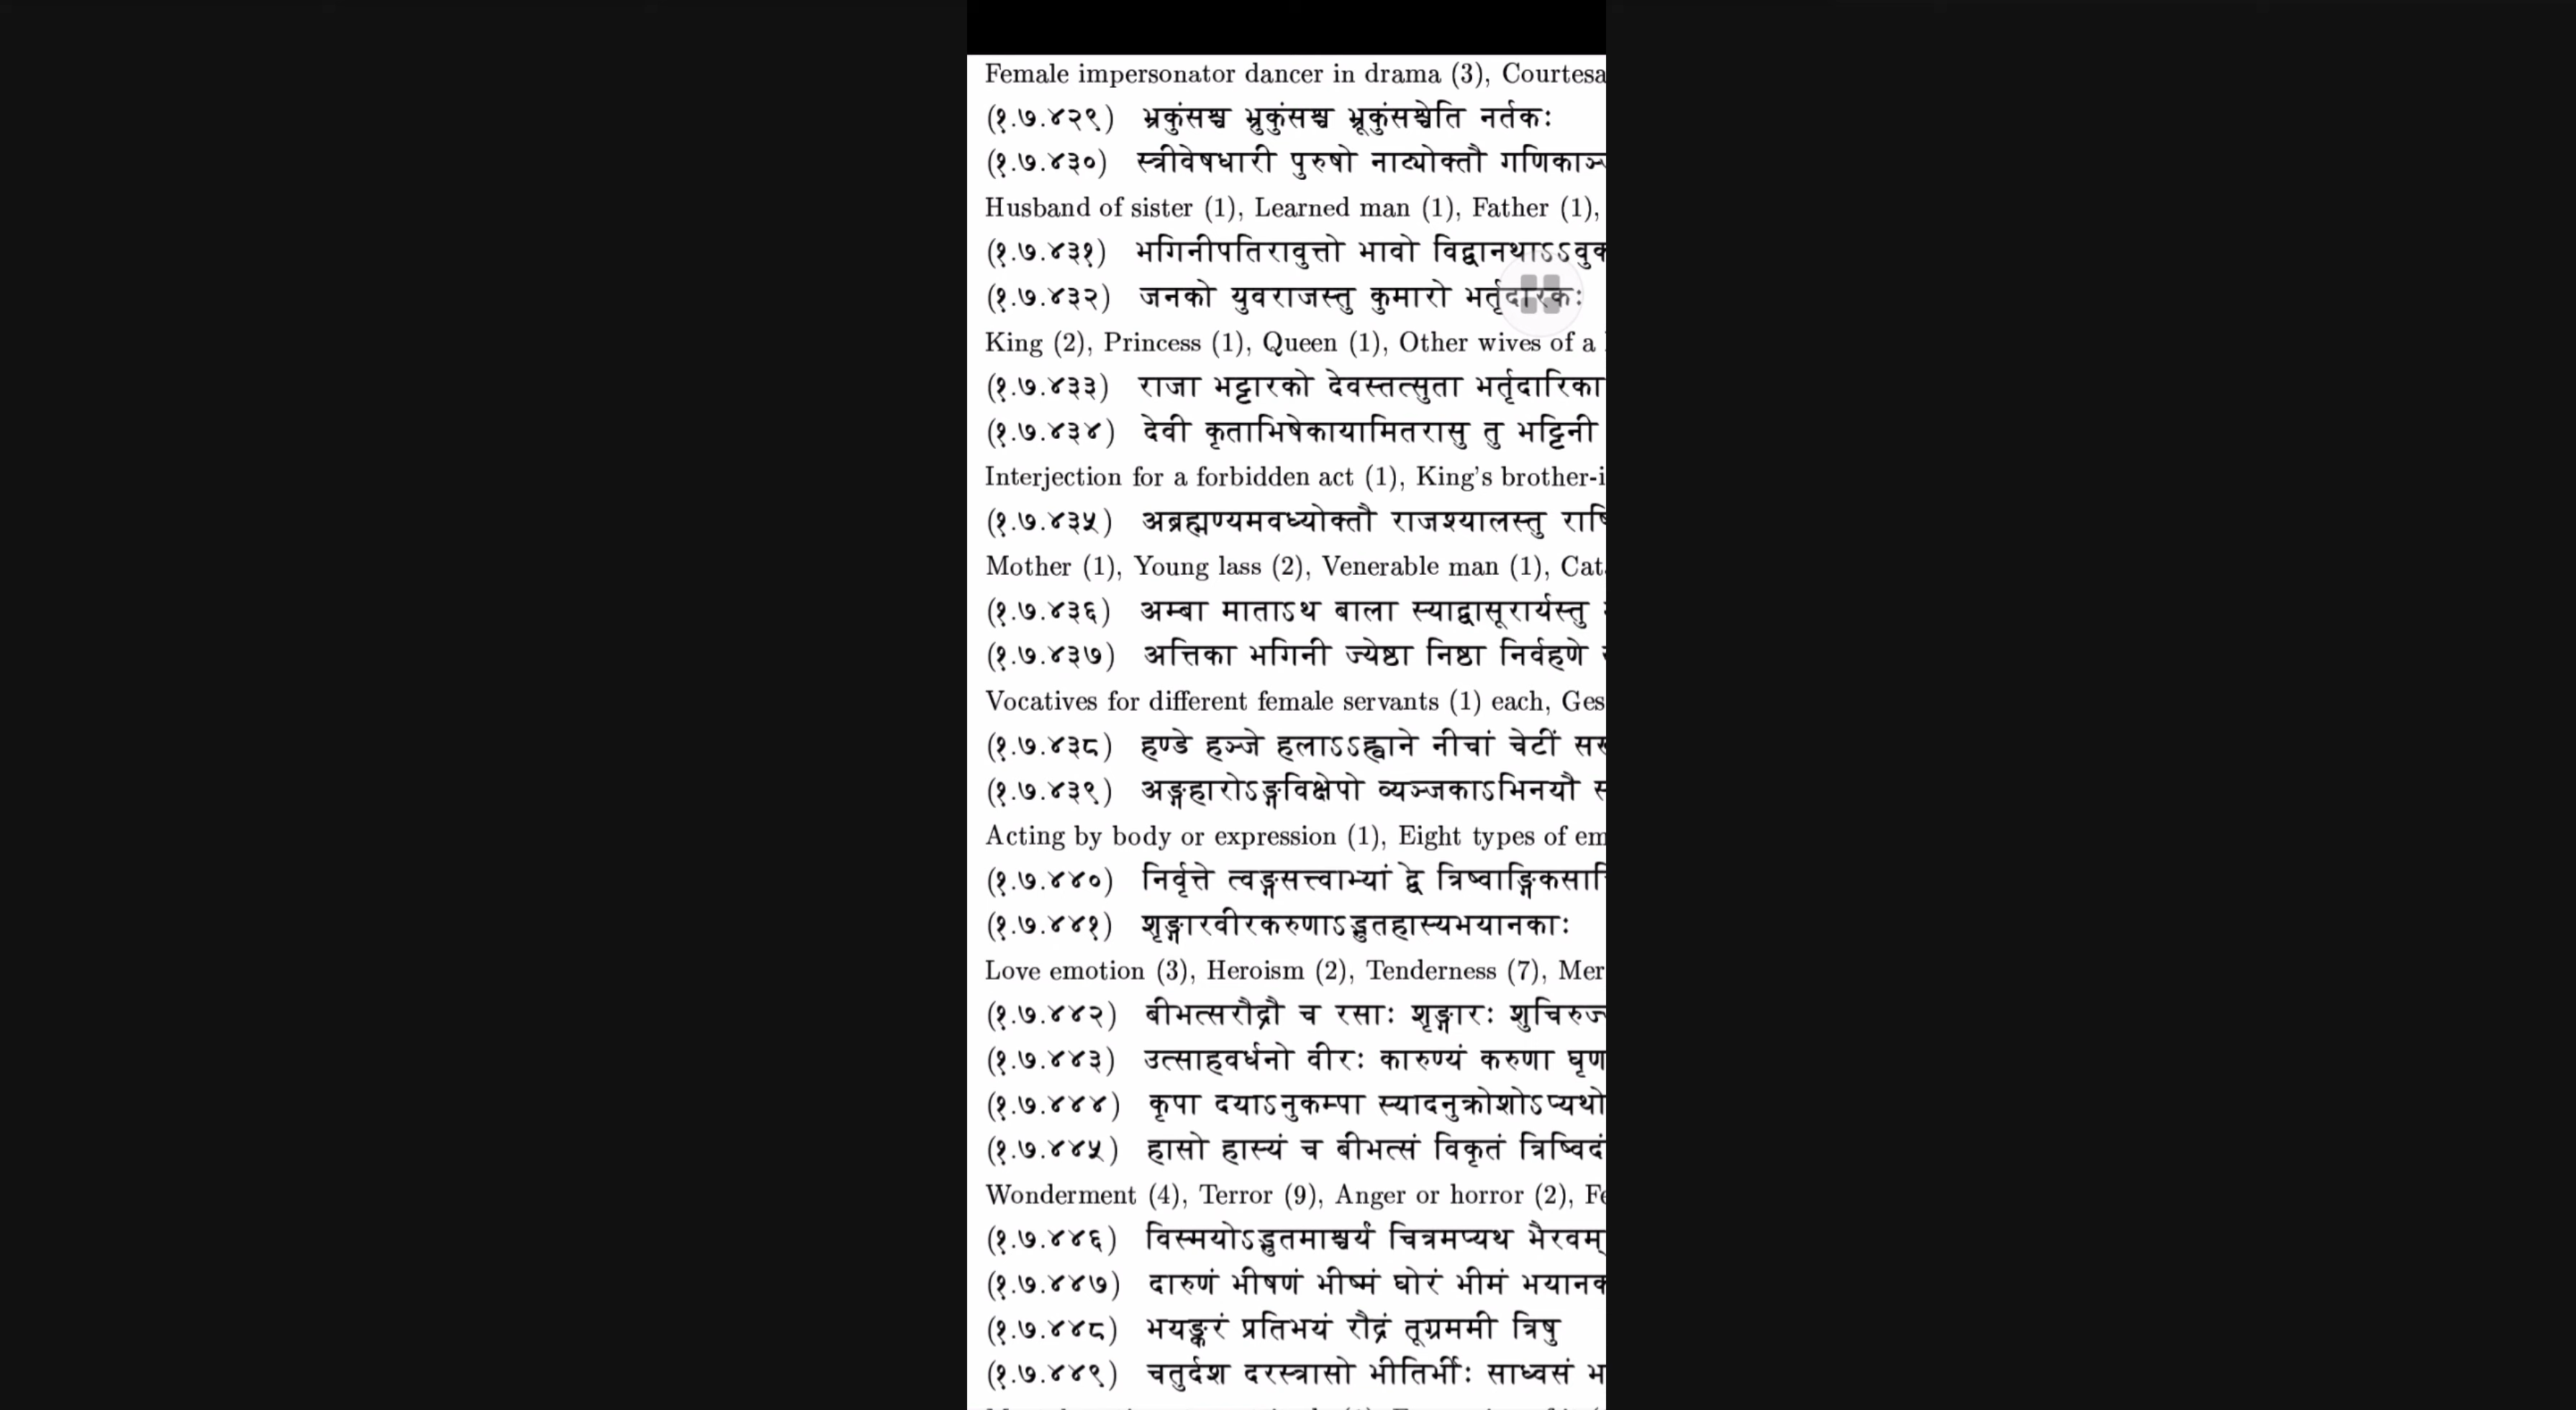 Female impersonator dancer in drama (3),
(१.७.४२९) भ्रकुंसश्च भ्रुकुंसश्च भ्रूकुंसश्चेति नर्तकः
(१.७.४३०) स्त्रीवेषधारी पुरुषो नाट्योक्तौ
Husband of sister (1), Learned man (1), Father (1),
(१.७.४३१) भगिनीपतिरावुत्तो भावो
(१.७.४३२) जनको युवराजस्तु कुमारो भर्तृदारकः
King (2), Princess (1), Queen (1), Other wives of a
(१.७.४३३) राजा भट्टारको देवस्तत्सुता भर्तृदारिका
(१.७.४३४) देवी कृताभिषेकायामितरासु तु भट्टिनी
Interjection for a forbidden act (1), King's
(१.७.४३५) अब्रह्मण्यमवध्योक्तौ राजश्यालस्तु
Mother (1), Young lass (2), Venerable man (1),
(१.७.४३६) अम्बा माताऽथ बाला स्याद्वासूरार्यस्तु
(१.७.४३७) अत्तिका भगिनी ज्येष्ठा निष्ठा निर्वहणे
Vocatives for different female servants (1) each,
(१.७.४३८) हण्डे हञ्जे हलाऽऽह्वाने नीचां चेटीं
(१.७.४३९) अङ्गहारोऽङ्गविक्षेपो व्यञ्जकाऽभिनयौ
Acting by body or expression (1), Eight types of
(१.७.४४०) निर्वृत्ते त्वङ्गसत्त्वाभ्यां द्वे
(१.७.४४१) शृङ्गारवीरकरुणाऽद्भुतहास्यभयानकाः
Love emotion (3), Heroism (2), Tenderness (7),
(१.७.४४२) बीभत्सरौद्रौ च रसाः शृङ्गारः
(१.७.४४३) उत्साहवर्धनो वीरः कारुण्यं करुणा
(१.७.४४४) कृपा दयाऽनुकम्पा
(१.७.४४५) हासो हास्यं च बीभत्सं विकृतं
Wonderment (4), Terror (9), Anger or horror (2),
(१.७.४४६) विस्मयोऽद्भुतमाश्चर्यं चित्रमप्यथ भैरवम्
(१.७.४४७) दारुणं भीषणं भीष्मं घोरं भीमं
(१.७.४४८) भयङ्करं प्रतिभयं रौद्रं तूग्रममी त्रिषु
(१.७.४४९) चतुर्दश दरस्त्रासो भीतिर्भीः साध्वसं